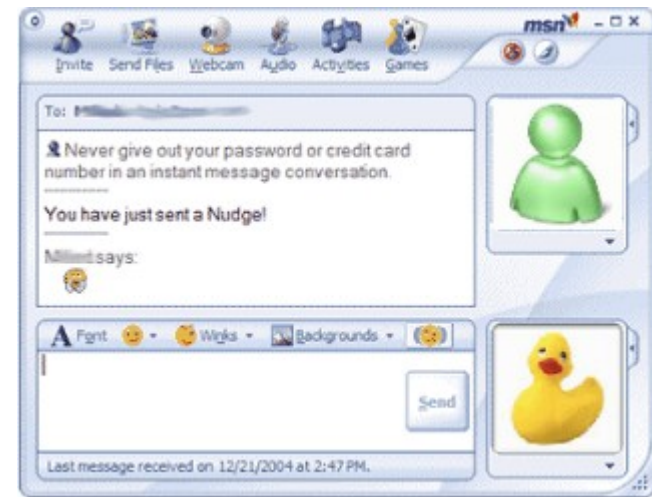 msn
Invite Send Files Webcam Audio Activities Games
To:
Never give out your password or credit card
number in an instant message conversation.
You have just sent a Nudge!
says:
A Font Winks Backgrounds
Send
Last message received on 12/21/2004 at 2:47 PM.